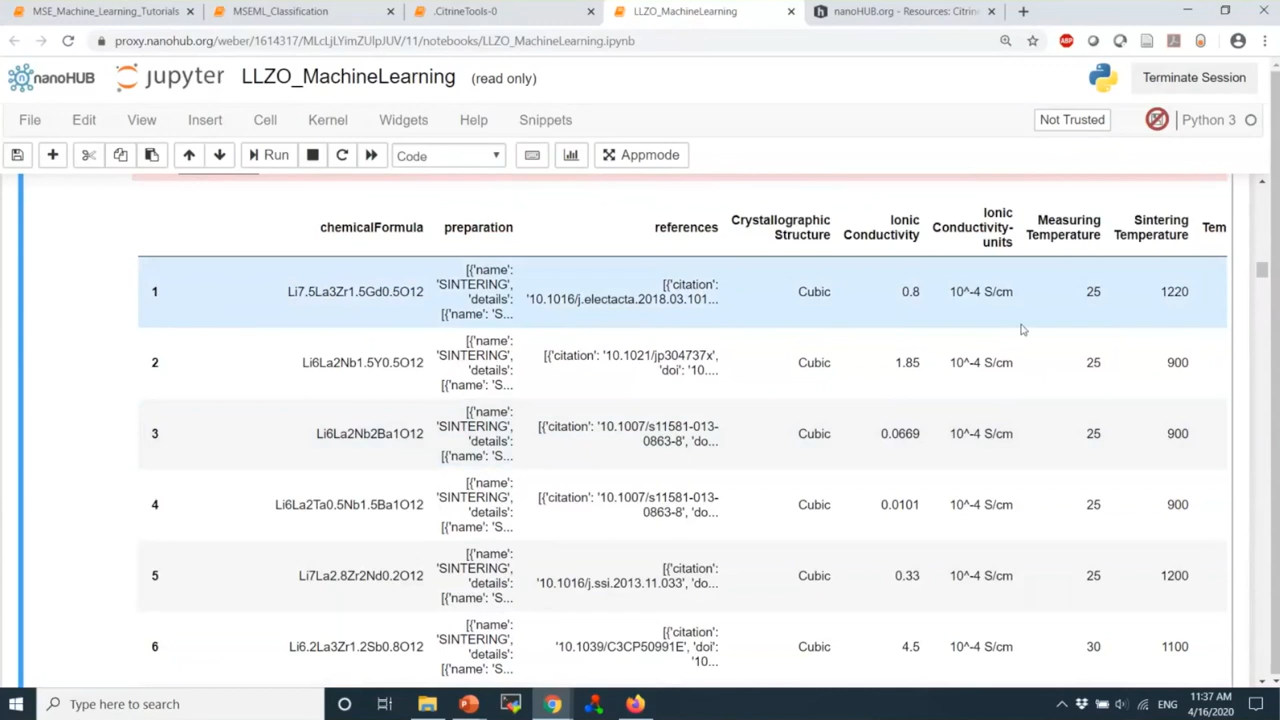 MSE_Machine_Learning_Tutorials
MSEML_Classification
.CitrineTools-0
LLZO_MachineLearning
nanoHUB.org - Resources: Citrin
proxy.nanohub.org/weber/1614317/MLcLjLYimZUlpJUV/11/notebooks/LLZO_MachineLearning.ipynb
nanoHUB
jupyter
LLZO_MachineLearning
(read only)
Terminate Session
File Edit View Insert Cell Kernel Widgets Help Snippets
Not Trusted
Python 3
Run
Code
Appmode
chemicalFormula preparation references Crystallographic Structure Ionic Conductivity Ionic Conductivity-units Measuring Temperature Sintering Temperature Tem
1 Li7.5La3Zr1.5Gd0.5O12 [{'name': 'SINTERING', 'details': [{'name': 'S... [{'citation': '10.1016/j.electacta.2018.03.101... Cubic 0.8 10^-4 S/cm 25 1220
2 Li6La2Nb1.5Y0.5O12 [{'name': 'SINTERING', 'details': [{'name': 'S... [{'citation': '10.1021/jp304737x', 'doi': '10.... Cubic 1.85 10^-4 S/cm 25 900
3 Li6La2Nb2Ba1O12 [{'name': 'SINTERING', 'details': [{'name': 'S... [{'citation': '10.1007/s11581-013-0863-8', 'do... Cubic 0.0669 10^-4 S/cm 25 900
4 Li6La2Ta0.5Nb1.5Ba1O12 [{'name': 'SINTERING', 'details': [{'name': 'S... [{'citation': '10.1007/s11581-013-0863-8', 'do... Cubic 0.0101 10^-4 S/cm 25 900
5 Li7La2.8Zr2Nd0.2O12 [{'name': 'SINTERING', 'details': [{'name': 'S... [{'citation': '10.1016/j.ssi.2013.11.033', 'do... Cubic 0.33 10^-4 S/cm 25 1200
6 Li6.2La3Zr1.2Sb0.8O12 [{'name': 'SINTERING', 'details': [{'name': 'S... [{'citation': '10.1039/C3CP50991E', 'doi': '10... Cubic 4.5 10^-4 S/cm 30 1100
Type here to search
ENG
11:37 AM
4/16/2020